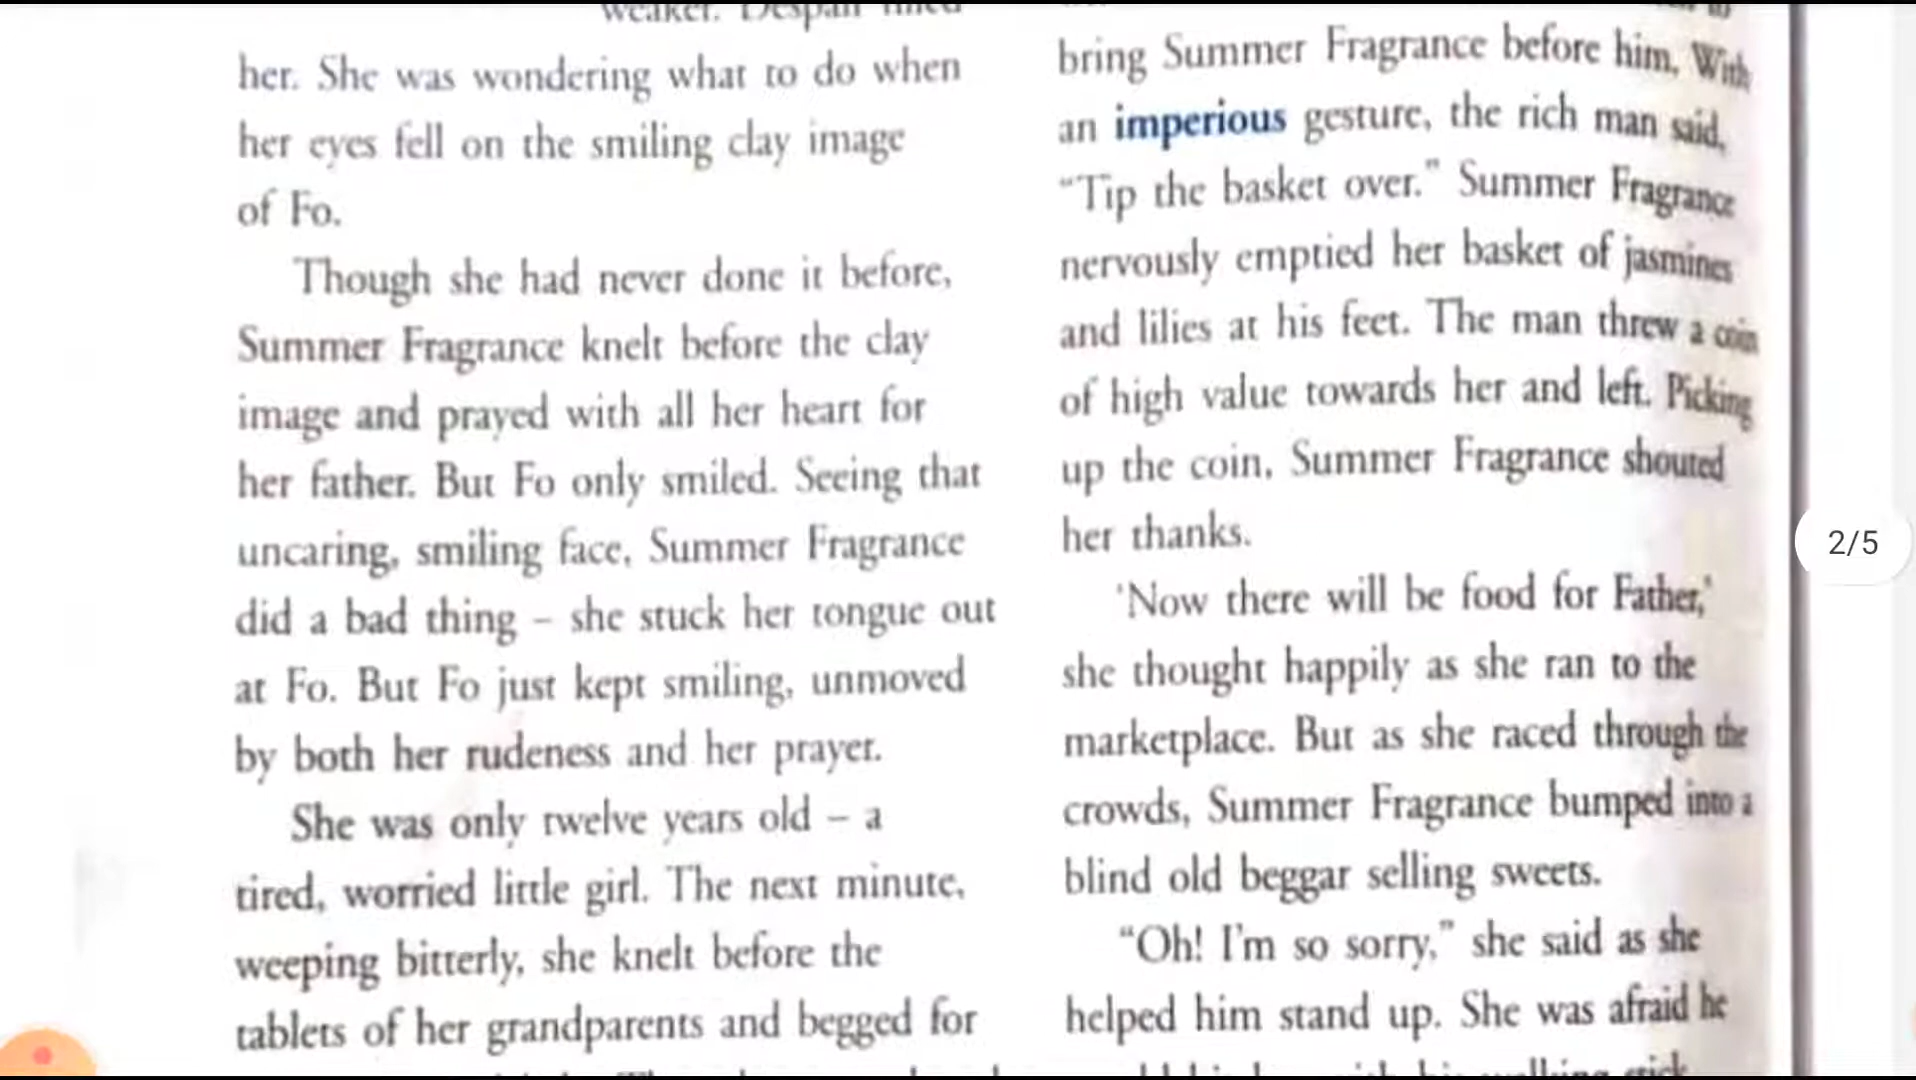 weaker. Despair filled
her. She was wondering what to do when
her eyes fell on the smiling clay image
of Fo.
Though she had never done it before,
Summer Fragrance knelt before the clay
image and prayed with all her heart for
her father. But Fo only smiled. Seeing that
uncaring, smiling face, Summer Fragrance
did a bad thing – she stuck her tongue out
at Fo. But Fo just kept smiling, unmoved
by both her rudeness and her prayer.
She was only twelve years old – a
tired, worried little girl. The next minute,
weeping bitterly, she knelt before the
tablets of her grandparents and begged for
bring Summer Fragrance before him. With
an imperious gesture, the rich man said,
“Tip the basket over.” Summer Fragrance
nervously emptied her basket of jasmines
and lilies at his feet. The man threw a coin
of high value towards her and left. Picking
up the coin, Summer Fragrance shouted
her thanks.
‘Now there will be food for Father,’
she thought happily as she ran to the
marketplace. But as she raced through the
crowds, Summer Fragrance bumped into a
blind old beggar selling sweets.
“Oh! I'm so sorry,” she said as she
helped him stand up. She was afraid he
walking stick
2/5